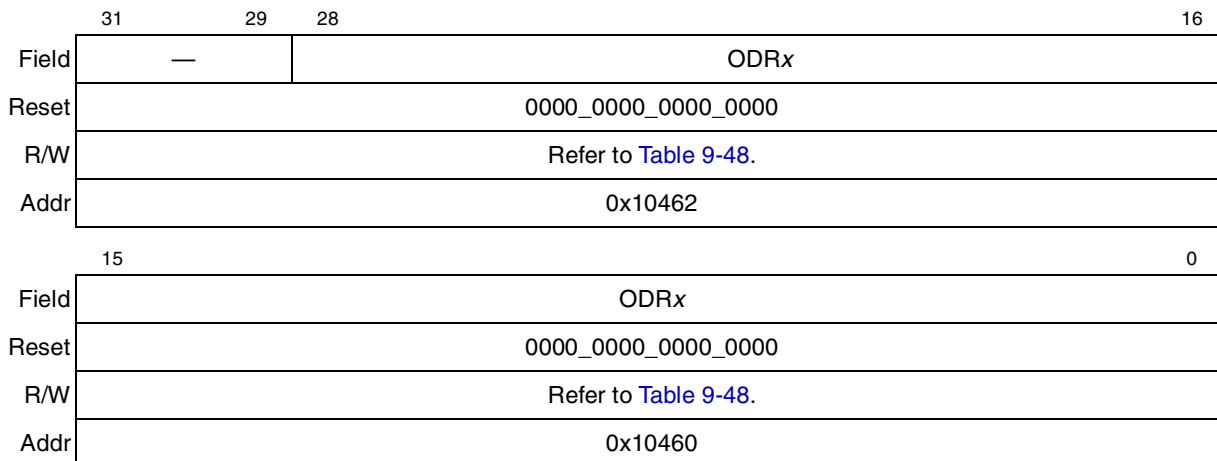 31 29 28 16
Field — ODRx
Reset 0000_0000_0000_0000
R/W Refer to Table 9-48.
Addr 0x10462
15 0
Field ODRx
Reset 0000_0000_0000_0000
R/W Refer to Table 9-48.
Addr 0x10460